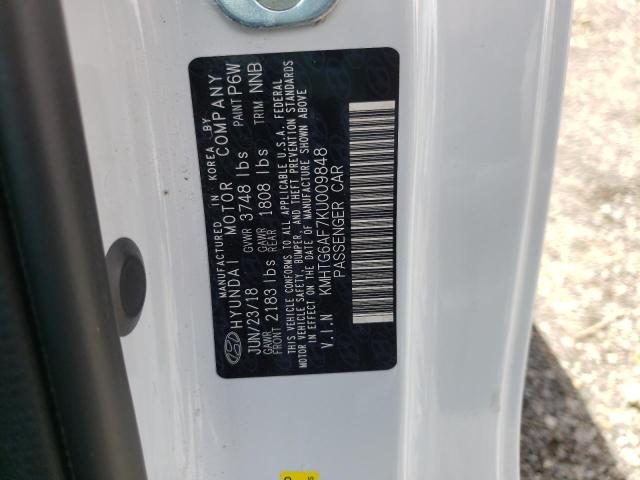 MANUFACTURED IN KOREA BY
HYUNDAI MOTOR COMPANY
JUN/23/18 GVWR 3748 lbs PAINT P6W
GAWR FRONT 2183 lbs GAWR REAR 1808 lbs TRIM NNB
THIS VEHICLE CONFORMS TO ALL APPLICABLE U.S.A. FEDERAL
MOTOR VEHICLE SAFETY, BUMPER, AND THEFT PREVENTION STANDARDS
IN EFFECT ON THE DATE OF MANUFACTURE SHOWN ABOVE
V.I.N KMHTG6AF7KU009848
PASSENGER CAR